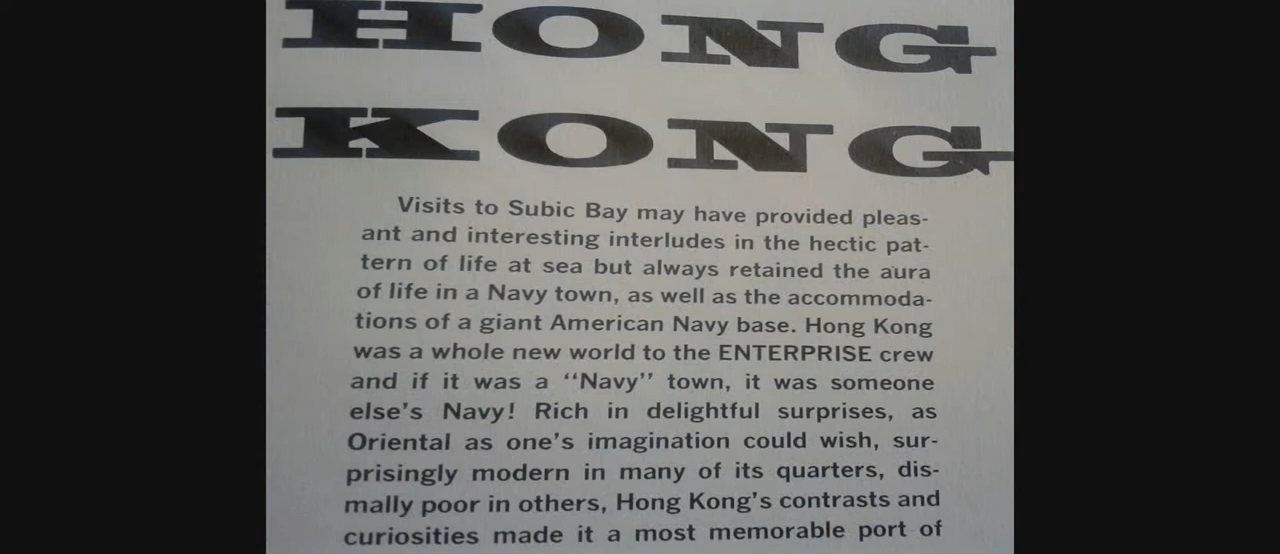 HONG
KONG
Visits to Subic Bay may have provided pleas-
ant and interesting interludes in the hectic pat-
tern of life at sea but always retained the aura
of life in a Navy town, as well as the accommoda-
tions of a giant American Navy base. Hong Kong
was a whole new world to the ENTERPRISE crew
and if it was a “Navy” town, it was someone
else’s Navy! Rich in delightful surprises, as
Oriental as one’s imagination could wish, sur-
prisingly modern in many of its quarters, dis-
mally poor in others, Hong Kong’s contrasts and
curiosities made it a most memorable port of